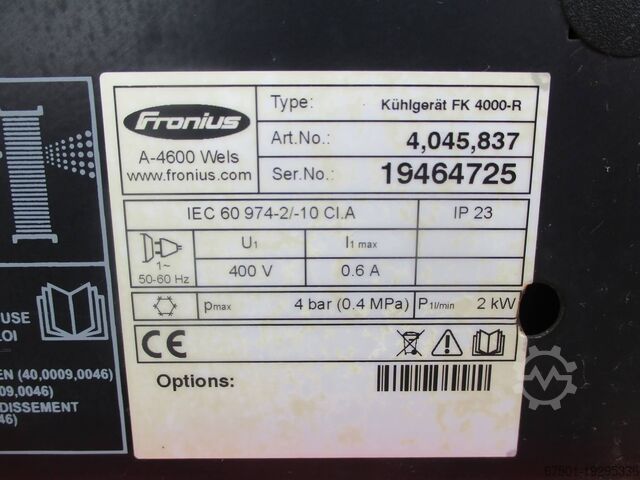 Fronius
A-4600 Wels
www.fronius.com
Type: Kühlgerät FK 4000-R
Art.No.: 4,045,837
Ser.No.: 19464725
IEC 60 974-2/-10 Cl.A IP 23
1~
50-60 Hz
U1 I1 max
400 V 0.6 A
pmax 4 bar (0.4 MPa) P1l/min 2 kW
CE
Options:
USE
LOI
EN (40,0009,0046)
,0009,0046)
DISSEMENT
46)
67501-19295335